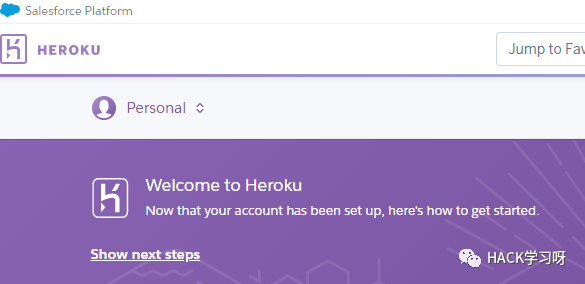 Salesforce Platform
HEROKU
Jump to Fav
Personal
Welcome to Heroku
Now that your account has been set up, here's how to get started.
Show next steps
HACK学习呀